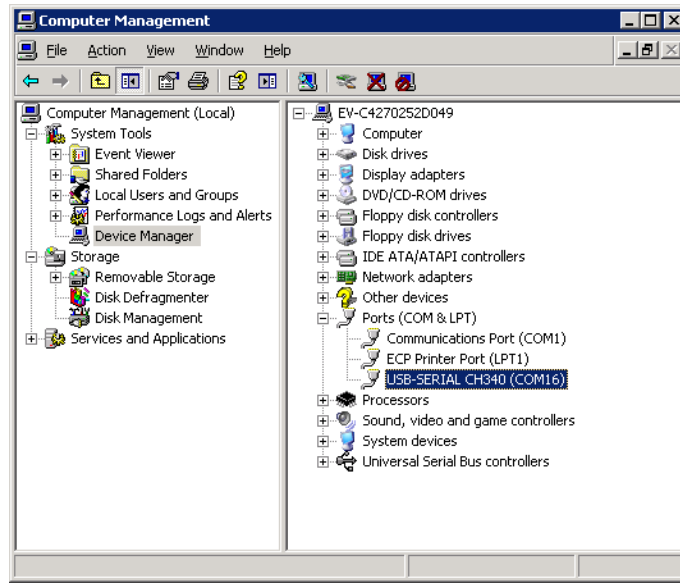 Computer Management
File Action View Window Help
Computer Management (Local)
System Tools
Event Viewer
Shared Folders
Local Users and Groups
Performance Logs and Alerts
Device Manager
Storage
Removable Storage
Disk Defragmenter
Disk Management
Services and Applications
EV-C4270252D049
Computer
Disk drives
Display adapters
DVD/CD-ROM drives
Floppy disk controllers
Floppy disk drives
IDE ATA/ATAPI controllers
Network adapters
Other devices
Ports (COM & LPT)
Communications Port (COM1)
ECP Printer Port (LPT1)
USB-SERIAL CH340 (COM16)
Processors
Sound, video and game controllers
System devices
Universal Serial Bus controllers